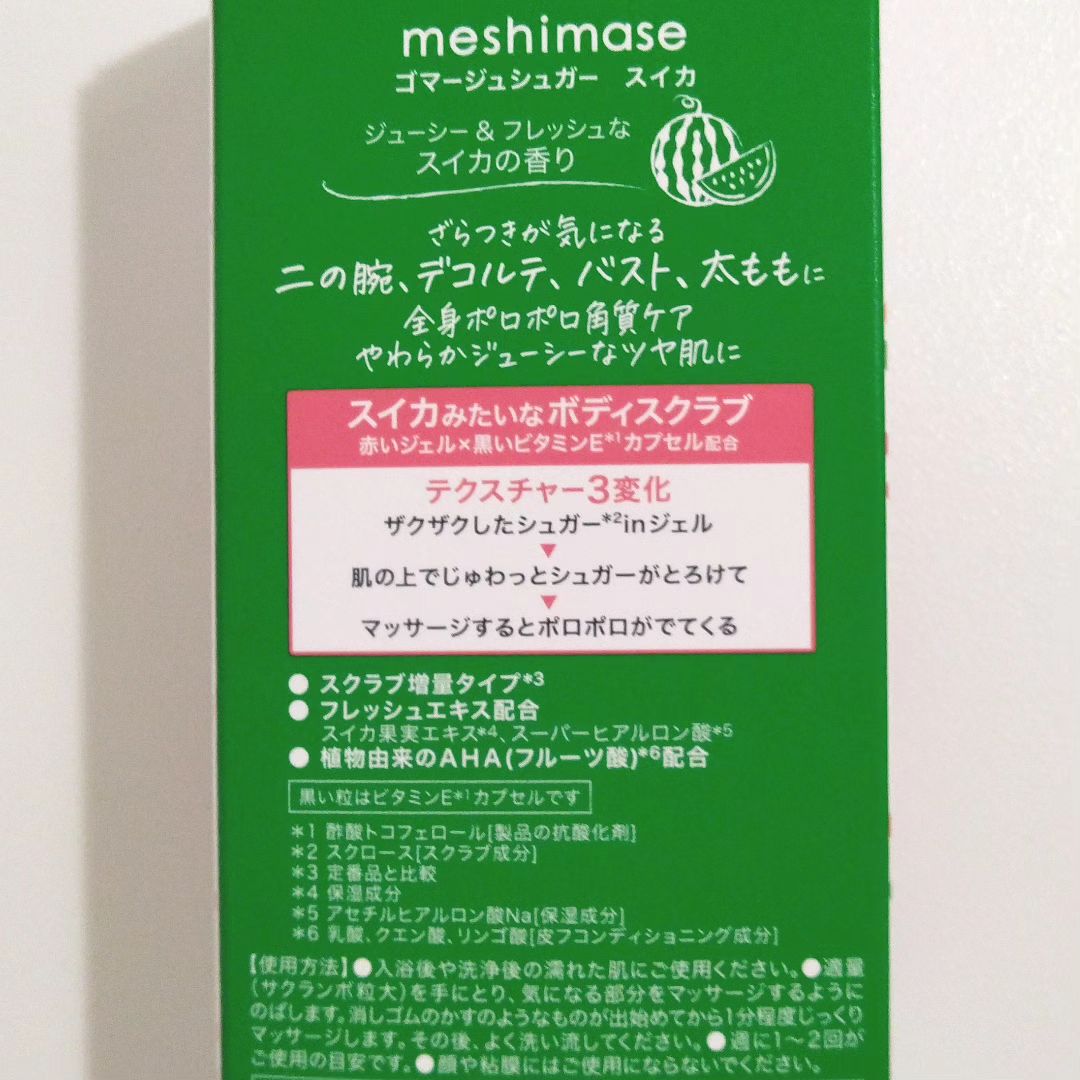 meshimase
ゴマージュシュガー　スイカ
ジューシー & フレッシュな
スイカの香り
ざらつきが気になる
二の腕、デコルテ、バスト、太ももに
全身ポロポロ角質ケア
やわらかジューシーなツヤ肌に
スイカみたいなボディスクラブ
赤いジェル×黒いビタミンE*1カプセル配合
テクスチャー3変化
ザクザクしたシュガー*2inジェル
▼
肌の上でじゅわっとシュガーがとろけて
▼
マッサージするとポロポロがでてくる
● スクラブ増量タイプ*3
● フレッシュエキス配合
スイカ果実エキス*4、スーパーヒアルロン酸*5
● 植物由来のAHA(フルーツ酸)*6配合
黒い粒はビタミンE*1カプセルです
*1 酢酸トコフェロール[製品の抗酸化剤]
*2 スクロース[スクラブ成分]
*3 定番品と比較
*4 保湿成分
*5 アセチルヒアルロン酸Na[保湿成分]
*6 乳酸、クエン酸、リンゴ酸[皮フコンディショニング成分]
【使用方法】●入浴後や洗浄後の濡れた肌にご使用ください。●適量
(サクランボ粒大)を手にとり、気になる部分をマッサージするように
のばします。消しゴムのかすのようなものが出始めてから1分程度じっくり
マッサージします。その後、よく洗い流してください。●週に1～2回が
ご使用の目安です。●顔や粘膜にはご使用にならないでください。